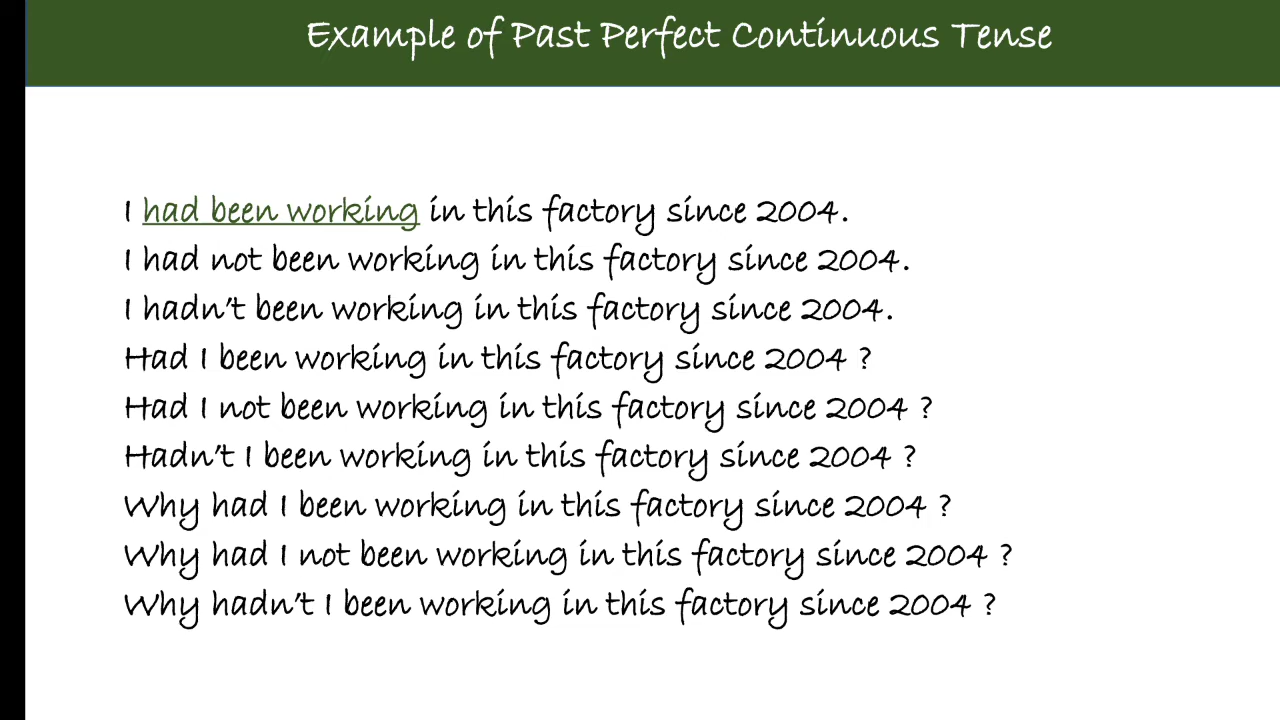 Example of Past Perfect Continuous Tense
I had been working in this factory since 2004.
I had not been working in this factory since 2004.
I hadn't been working in this factory since 2004.
Had I been working in this factory since 2004 ?
Had I not been working in this factory since 2004 ?
Hadn't I been working in this factory since 2004 ?
Why had I been working in this factory since 2004 ?
Why had I not been working in this factory since 2004 ?
Why hadn't I been working in this factory since 2004 ?